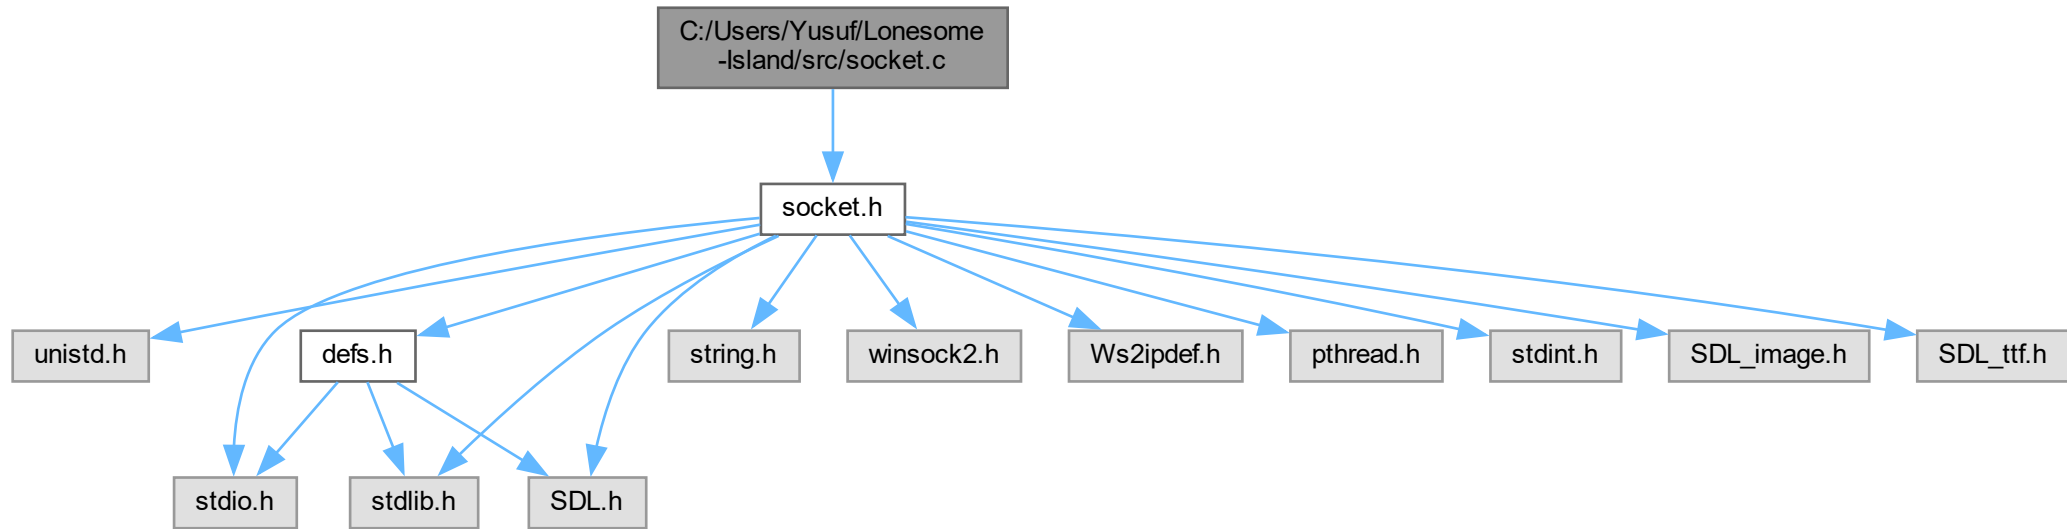 C:/Users/Yusuf/Lonesome
-Island/src/socket.c
socket.h
unistd.h
defs.h
string.h
winsock2.h
Ws2ipdef.h
pthread.h
stdint.h
SDL_image.h
SDL_ttf.h
stdio.h
stdlib.h
SDL.h